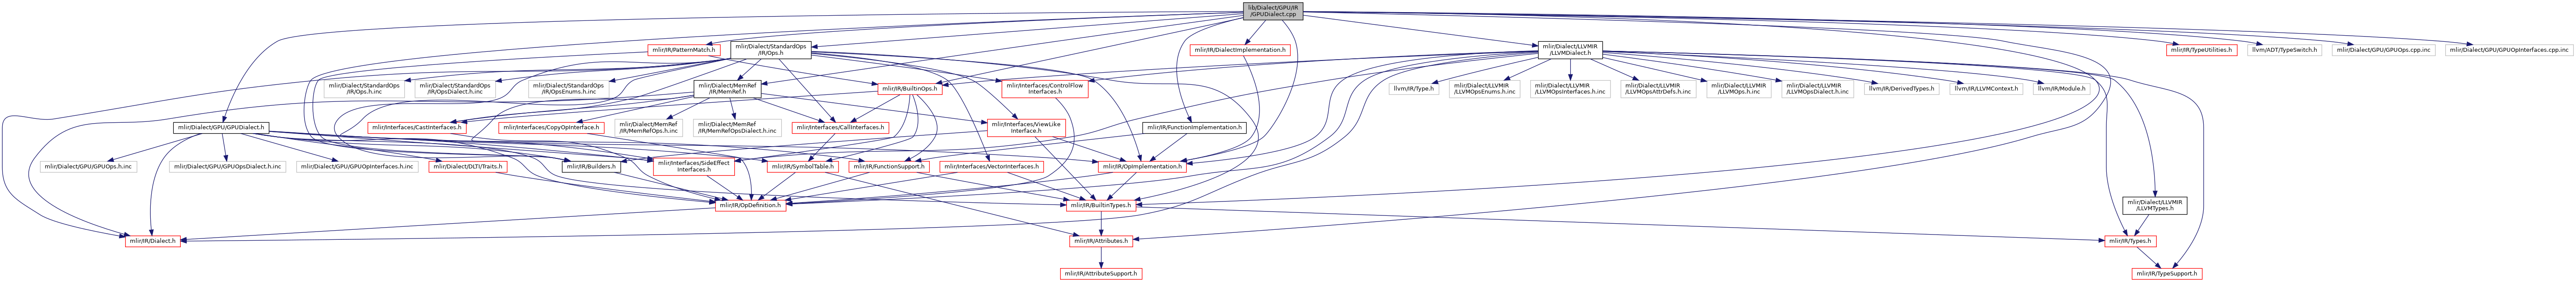 lib/Dialect/GPU/IR
/GPUDialect.cpp
mlir/IR/PatternMatch.h
mlir/Dialect/StandardOps
/IR/Ops.h
mlir/IR/DialectImplementation.h
mlir/Dialect/LLVMIR
/LLVMDialect.h
mlir/IR/TypeUtilities.h
llvm/ADT/TypeSwitch.h
mlir/Dialect/GPU/GPUOps.cpp.inc
mlir/Dialect/GPU/GPUOpInterfaces.cpp.inc
mlir/Dialect/StandardOps
/IR/Ops.h.inc
mlir/Dialect/StandardOps
/IR/OpsDialect.h.inc
mlir/Dialect/StandardOps
/IR/OpsEnums.h.inc
mlir/Dialect/MemRef
/IR/MemRef.h
mlir/IR/BuiltinOps.h
mlir/Interfaces/ControlFlow
Interfaces.h
llvm/IR/Type.h
mlir/Dialect/LLVMIR
/LLVMOpsEnums.h.inc
mlir/Dialect/LLVMIR
/LLVMOpsInterfaces.h.inc
mlir/Dialect/LLVMIR
/LLVMOpsAttrDefs.h.inc
mlir/Dialect/LLVMIR
/LLVMOps.h.inc
mlir/Dialect/LLVMIR
/LLVMOpsDialect.h.inc
llvm/IR/DerivedTypes.h
llvm/IR/LLVMContext.h
llvm/IR/Module.h
mlir/Dialect/GPU/GPUDialect.h
mlir/Interfaces/CastInterfaces.h
mlir/Interfaces/CopyOpInterface.h
mlir/Dialect/MemRef
/IR/MemRefOps.h.inc
mlir/Dialect/MemRef
/IR/MemRefOpsDialect.h.inc
mlir/Interfaces/CallInterfaces.h
mlir/Interfaces/ViewLike
Interface.h
mlir/IR/FunctionImplementation.h
mlir/Dialect/GPU/GPUOps.h.inc
mlir/Dialect/GPU/GPUOpsDialect.h.inc
mlir/Dialect/GPU/GPUOpInterfaces.h.inc
mlir/Dialect/DLTI/Traits.h
mlir/IR/Builders.h
mlir/Interfaces/SideEffect
Interfaces.h
mlir/IR/SymbolTable.h
mlir/IR/FunctionSupport.h
mlir/Interfaces/VectorInterfaces.h
mlir/IR/OpImplementation.h
mlir/IR/OpDefinition.h
mlir/IR/BuiltinTypes.h
mlir/Dialect/LLVMIR
/LLVMTypes.h
mlir/IR/Dialect.h
mlir/IR/Attributes.h
mlir/IR/Types.h
mlir/IR/AttributeSupport.h
mlir/IR/TypeSupport.h